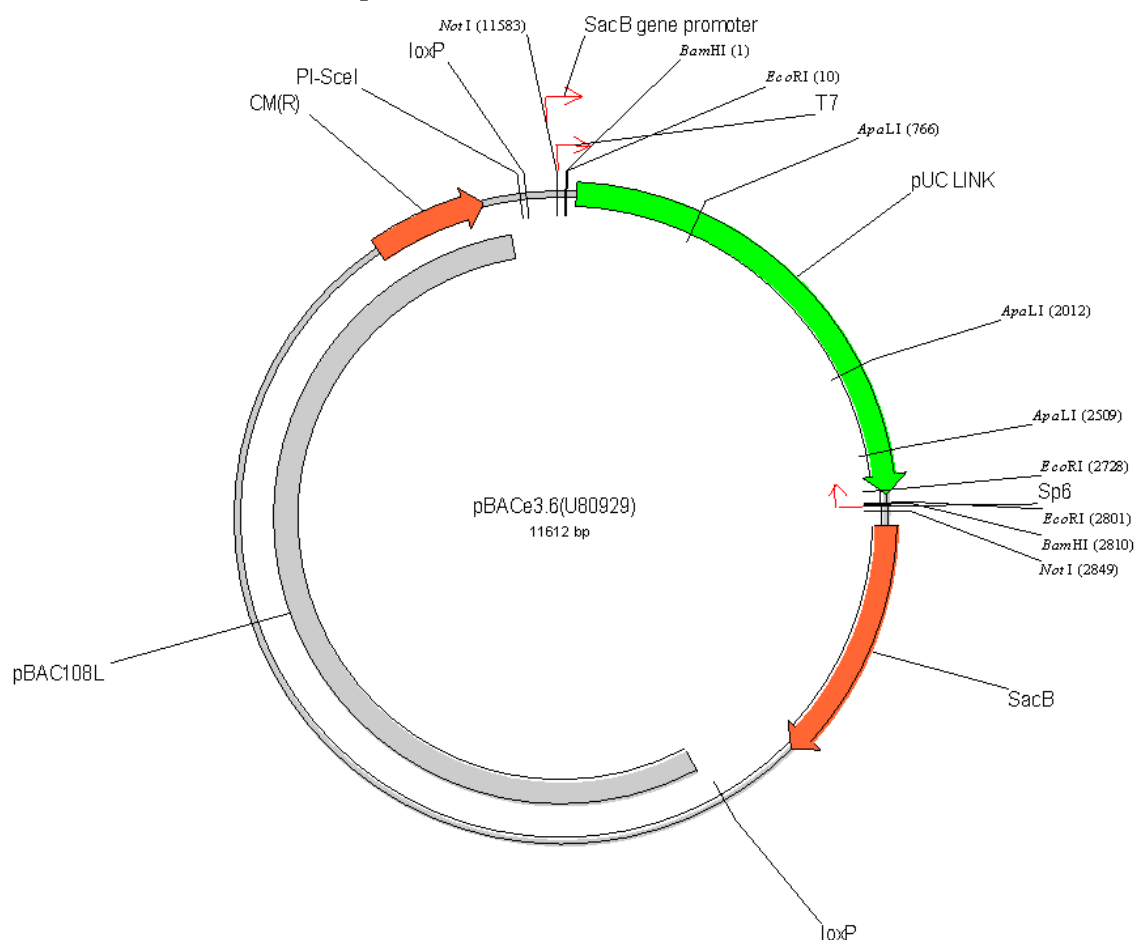 SacB gene promoter
NotI (11583)
BamHI (1)
loxP
EcoRI (10)
PI-SceI
CM(R)
T7
ApaLI (766)
pUC LINK
ApaLI (2012)
ApaLI (2509)
EcoRI (2728)
Sp6
EcoRI (2801)
BamHI (2810)
NotI (2849)
pBACe3.6(U80929)
11612 bp
pBAC108L
SacB
loxP